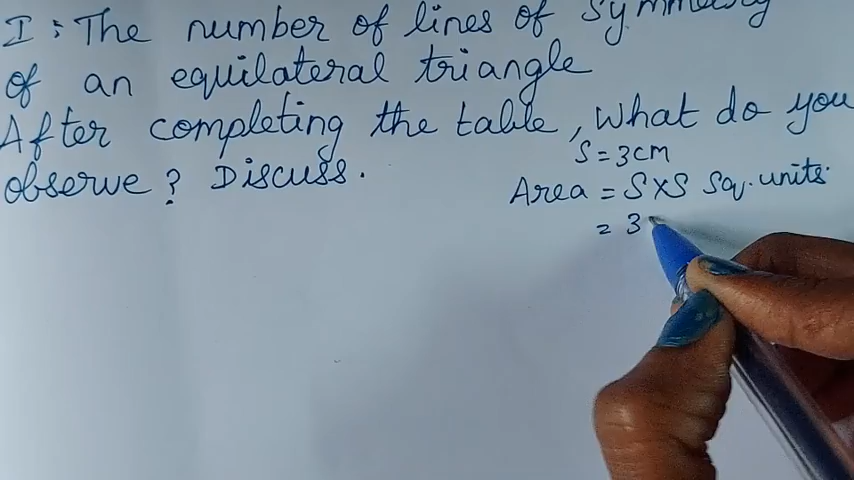 I : The number of lines of Symmetry
of an equilateral triangle
After completing the table, What do you
observe? Discuss.
S = 3cm
Area = S×S Sq. units.
= 3